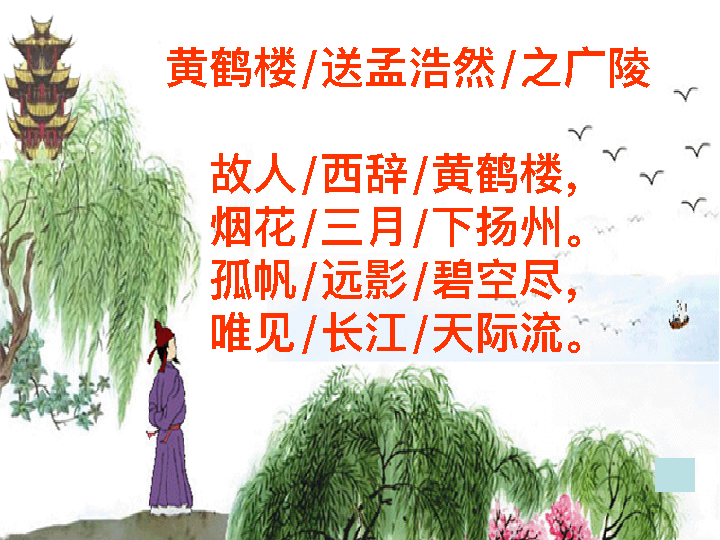 黄鹤楼/送孟浩然/之广陵
故人/西辞/黄鹤楼，
烟花/三月/下扬州。
孤帆/远影/碧空尽，
唯见/长江/天际流。